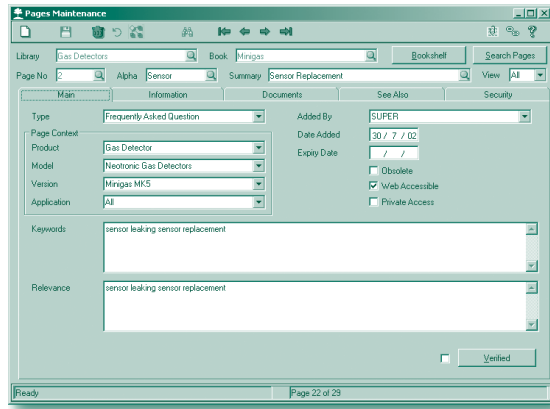 Pages Maintenance
Library Gas Detectors Book Minigas Bookshelf Search Pages
Page No 2 Alpha Sensor Summary Sensor Replacement View All
Main Information Documents See Also Security
Type Frequently Asked Question Added By SUPER
Page Context Date Added 30 / 7 / 02
Product Gas Detector Expiry Date / /
Model Neotronic Gas Detectors Obsolete
Version Minigas MK5 Web Accessible
Application All Private Access
Keywords sensor leaking sensor replacement
Relevance sensor leaking sensor replacement
Verified
Ready Page 22 of 29